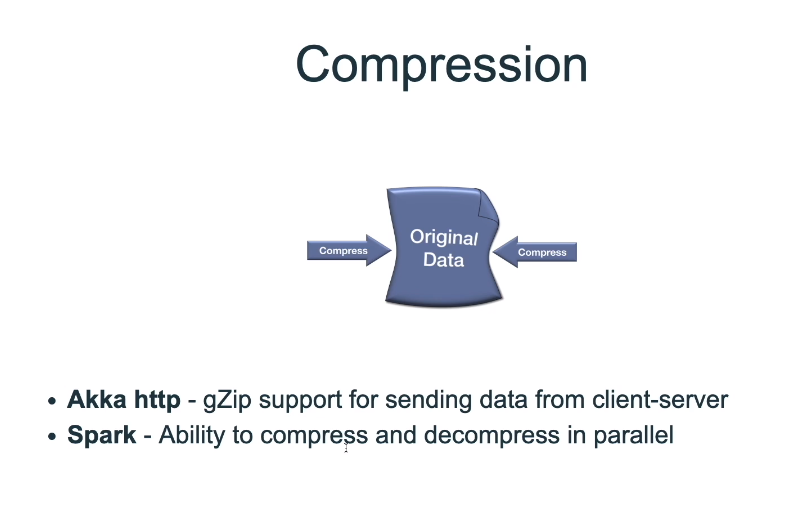 Compression
Compress
Original
Data
Compress
• Akka http - gZip support for sending data from client-server
• Spark - Ability to compress and decompress in parallel